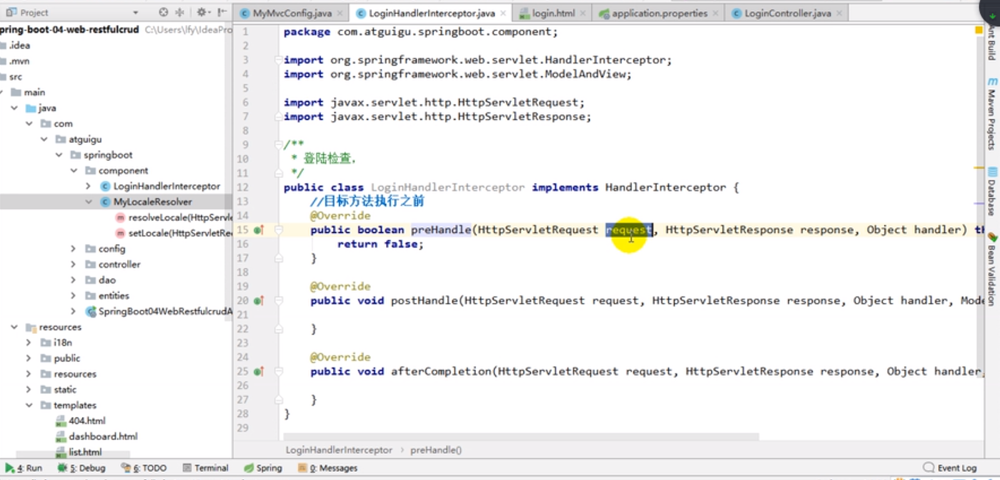 Project
MyMvcConfig.java
LoginHandlerInterceptor.java
login.html
application.properties
LoginController.java
pring-boot-04-web-restfulcrud C:\Users\lfy\IdeaPro
.idea
.mvn
src
main
java
com
atguigu
springboot
component
LoginHandlerInterceptor
MyLocaleResolver
resolveLocale(HttpServle
setLocale(HttpServletRe
config
controller
dao
entities
SpringBoot04WebRestfulcrudA
resources
i18n
public
resources
static
templates
404.html
dashboard.html
list.html
1 package com.atguigu.springboot.component;
2
3 import org.springframework.web.servlet.HandlerInterceptor;
4 import org.springframework.web.servlet.ModelAndView;
5
6 import javax.servlet.http.HttpServletRequest;
7 import javax.servlet.http.HttpServletResponse;
8
9 /**
10 * 登陆检查,
11 */
12 public class LoginHandlerInterceptor implements HandlerInterceptor {
13 //目标方法执行之前
14 @Override
15 public boolean preHandle(HttpServletRequest request, HttpServletResponse response, Object handler) th
16 return false;
17 }
18
19 @Override
20 public void postHandle(HttpServletRequest request, HttpServletResponse response, Object handler, Mode
21
22 }
23
24 @Override
25 public void afterCompletion(HttpServletRequest request, HttpServletResponse response, Object handler,
26
27 }
28 }
29
LoginHandlerInterceptor › preHandle()
Ant Build
Maven Projects
Database
Bean Validation
4: Run
5: Debug
6: TODO
Terminal
Spring
0: Messages
Event Log